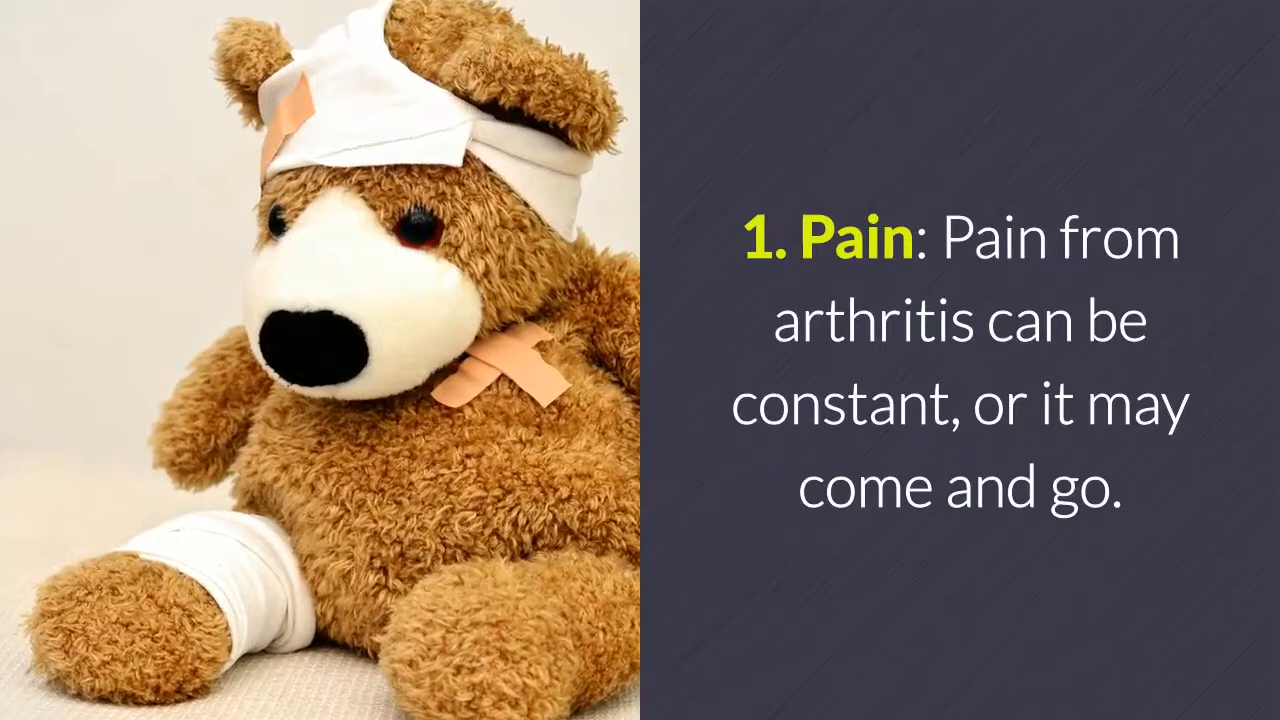 1. Pain: Pain from
arthritis can be
constant, or it may
come and go.